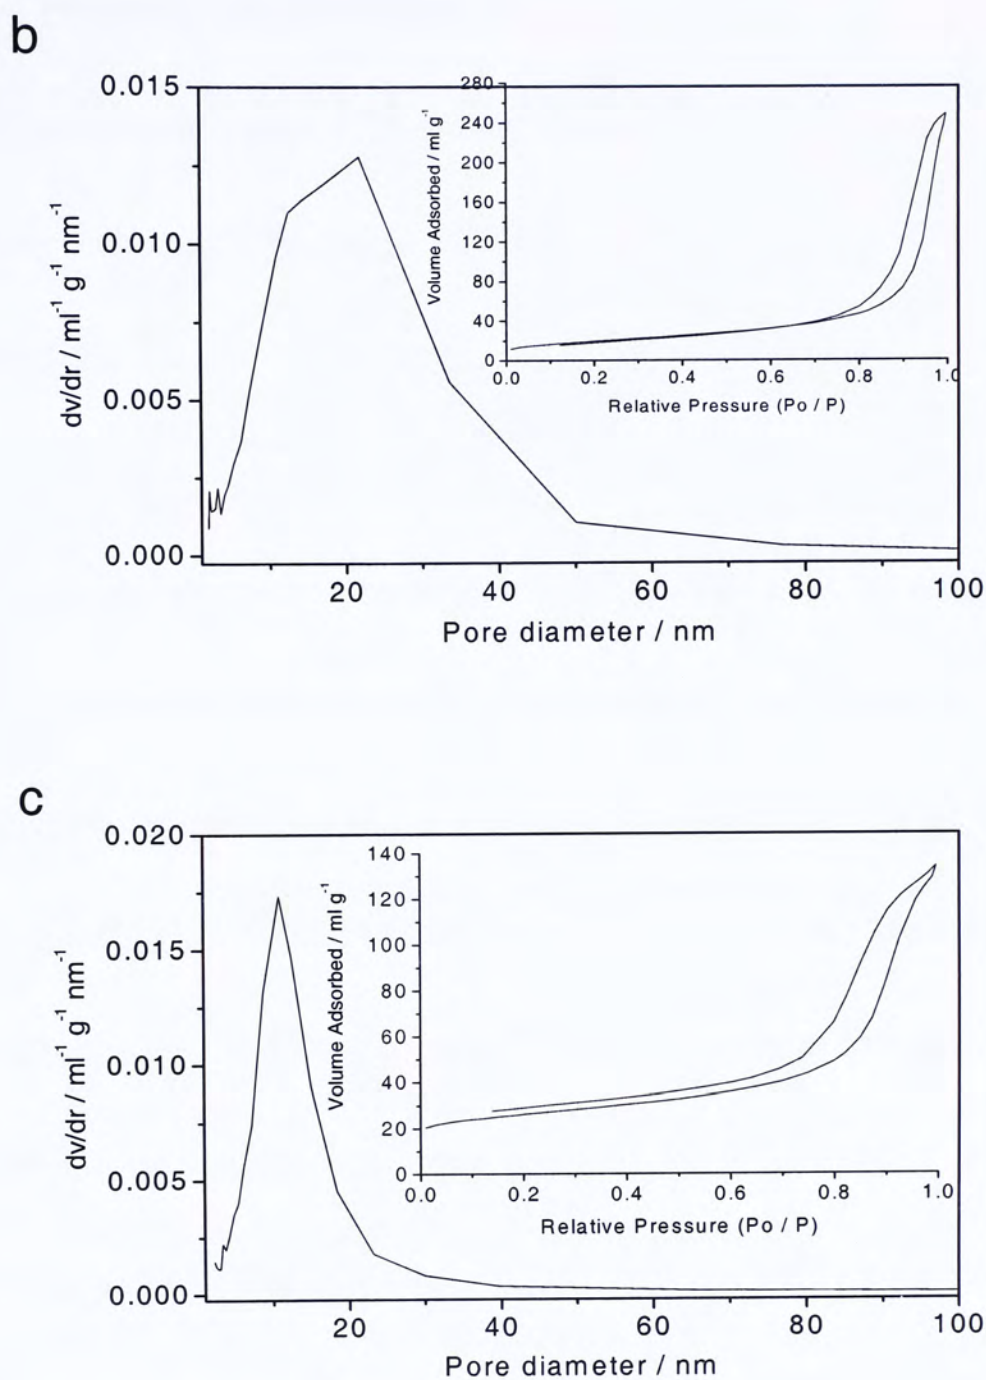 b
0.015
0.010
0.005
0.000
dv/dr / ml⁻¹ g⁻¹ nm⁻¹
20 40 60 80 100
Pore diameter / nm
280
240
200
160
120
80
40
0
Volume Adsorbed / ml g⁻¹
0.0 0.2 0.4 0.6 0.8 1.0
Relative Pressure (Po / P)
c
0.020
0.015
0.010
0.005
0.000
dv/dr / ml⁻¹ g⁻¹ nm⁻¹
20 40 60 80 100
Pore diameter / nm
140
120
100
80
60
40
20
0
Volume Adsorbed / ml g⁻¹
0.0 0.2 0.4 0.6 0.8 1.0
Relative Pressure (Po / P)